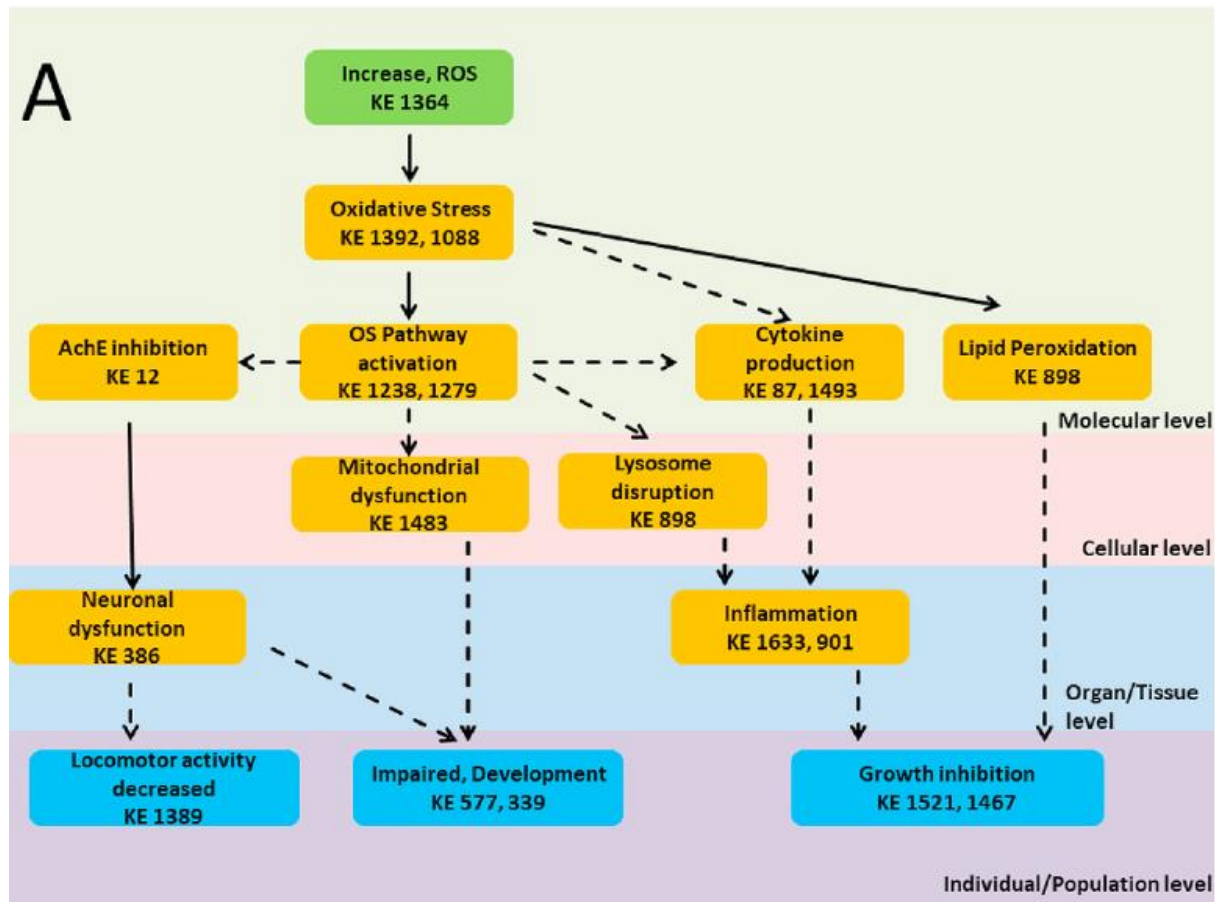 A
Increase, ROS
KE 1364
Oxidative Stress
KE 1392, 1088
AchE inhibition
KE 12
OS Pathway
activation
KE 1238, 1279
Cytokine
production
KE 87, 1493
Lipid Peroxidation
KE 898
Molecular level
Mitochondrial
dysfunction
KE 1483
Lysosome
disruption
KE 898
Cellular level
Neuronal
dysfunction
KE 386
Inflammation
KE 1633, 901
Organ/Tissue
level
Locomotor activity
decreased
KE 1389
Impaired, Development
KE 577, 339
Growth inhibition
KE 1521, 1467
Individual/Population level